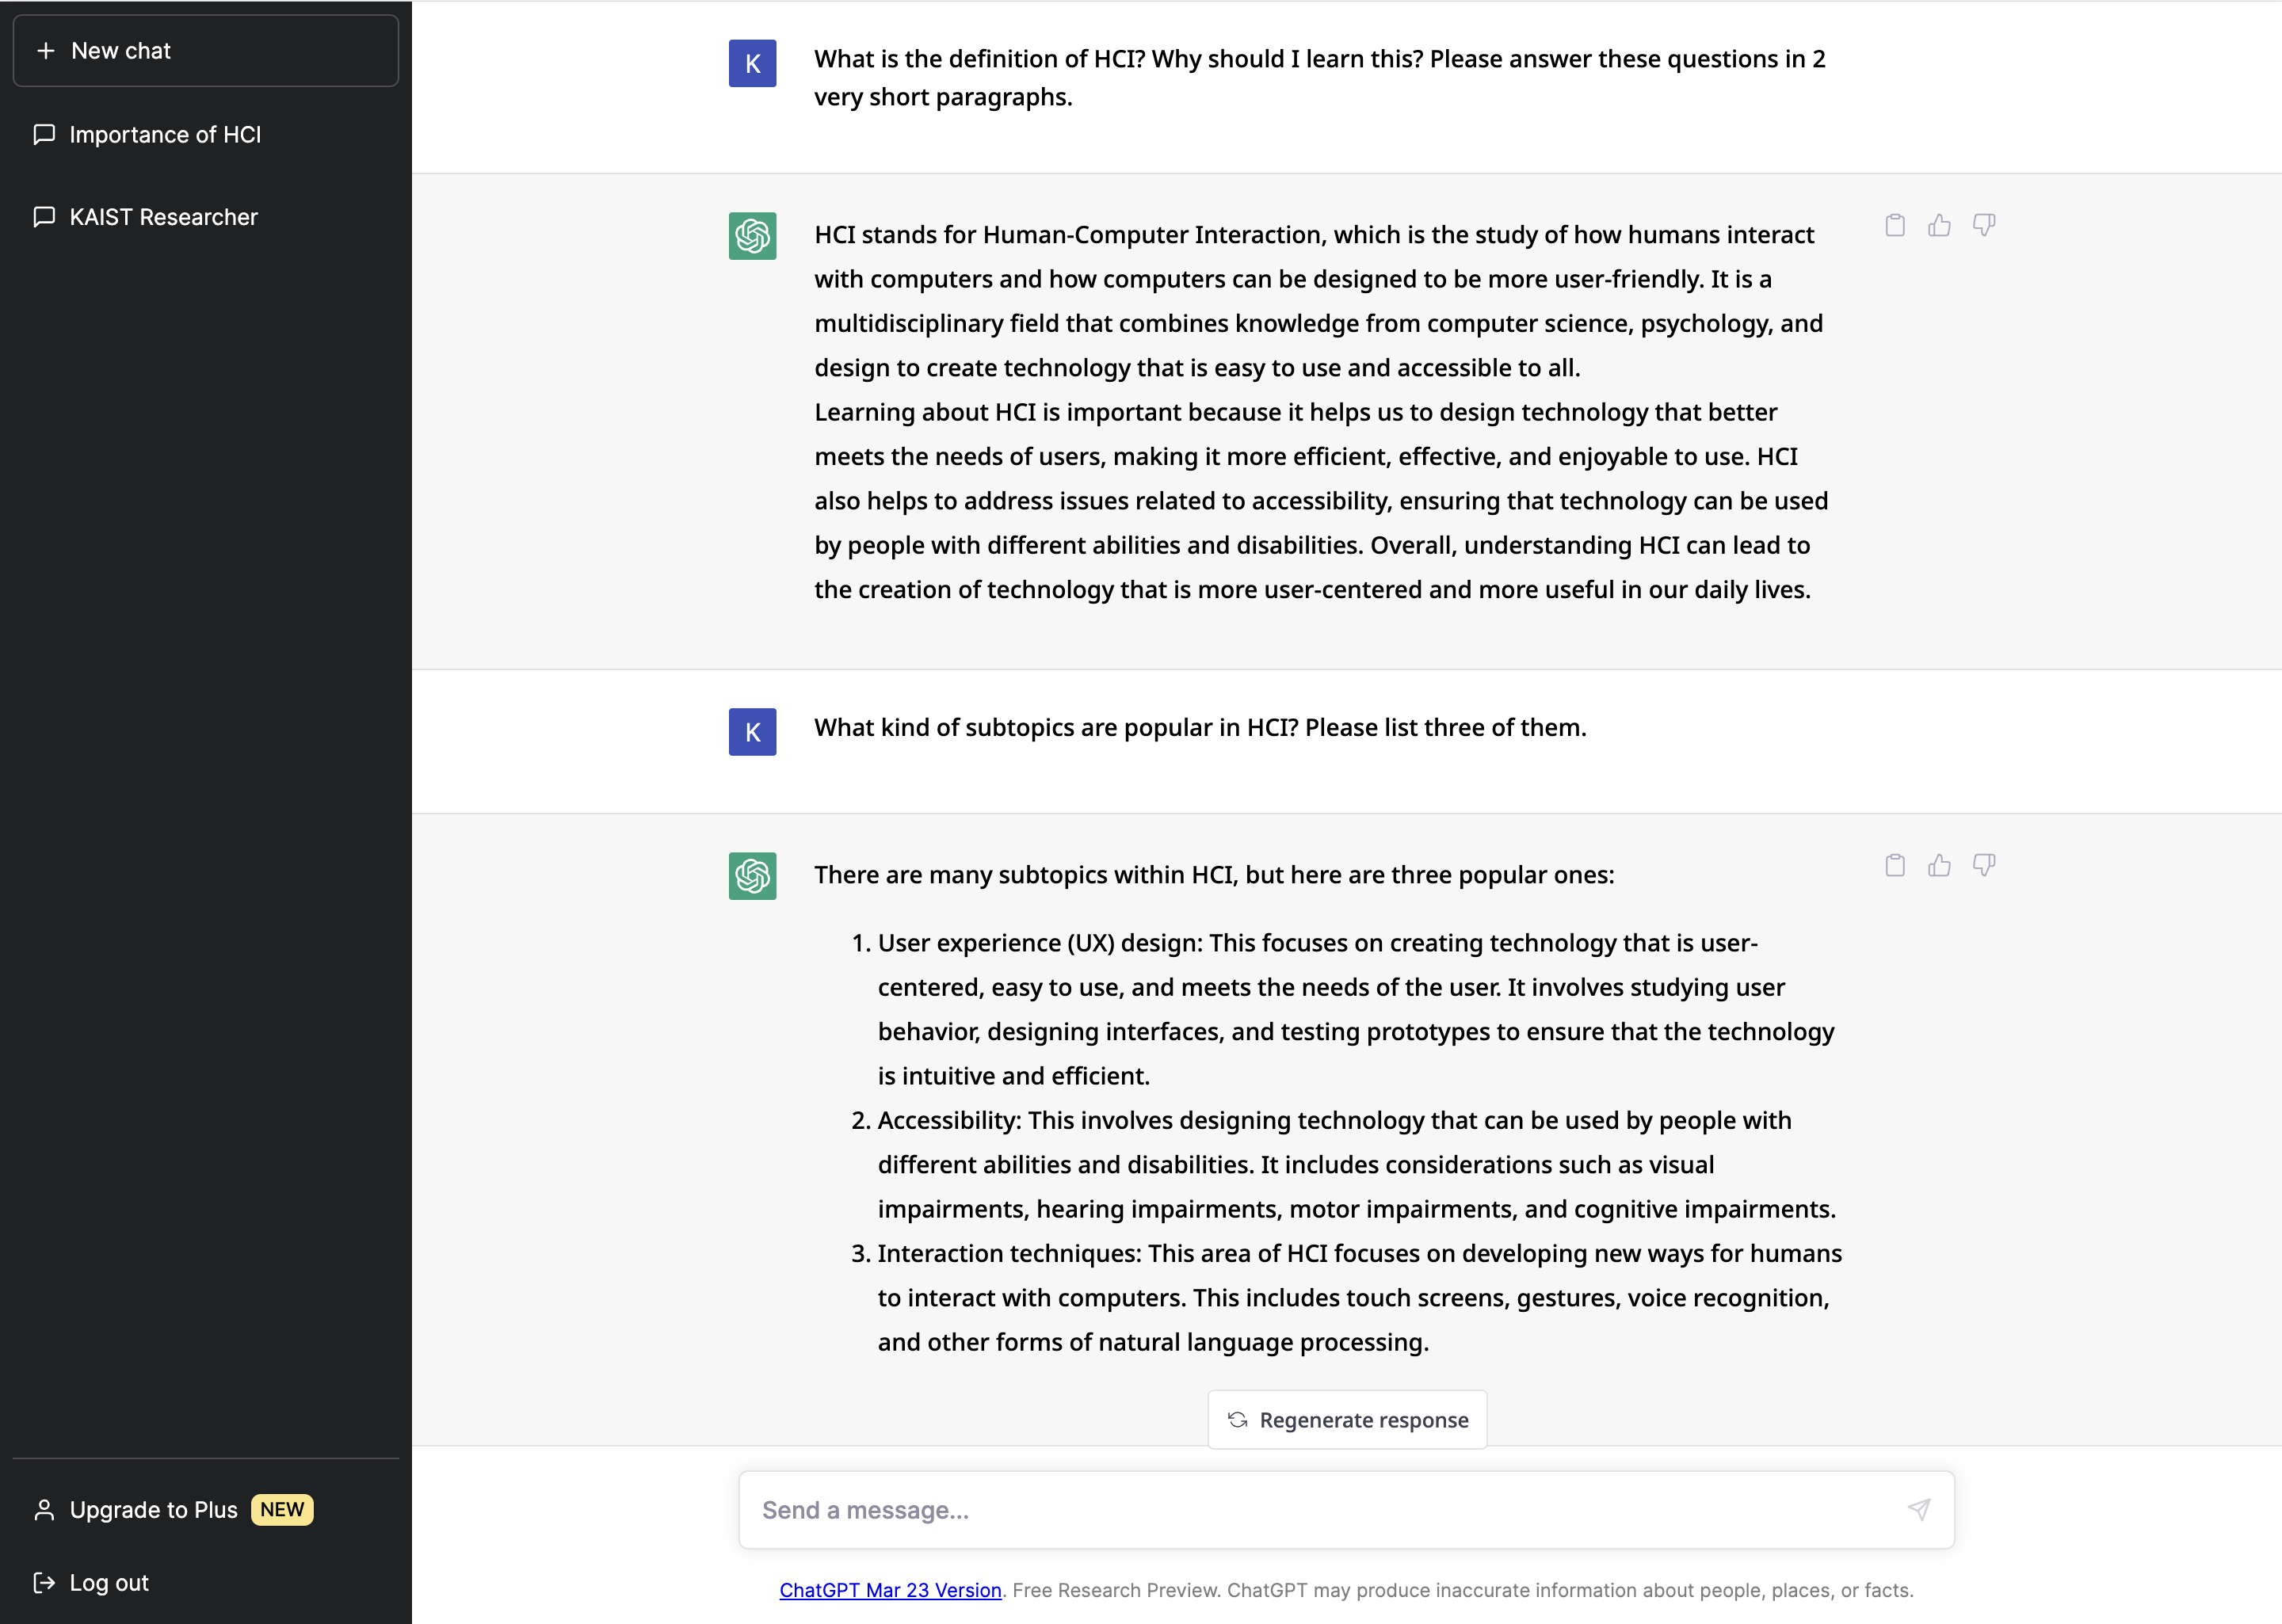 New chat
Importance of HCI
KAIST Researcher
Upgrade to Plus NEW
Log out
K
What is the definition of HCI? Why should I learn this? Please answer these questions in 2
very short paragraphs.
HCI stands for Human-Computer Interaction, which is the study of how humans interact
with computers and how computers can be designed to be more user-friendly. It is a
multidisciplinary field that combines knowledge from computer science, psychology, and
design to create technology that is easy to use and accessible to all.
Learning about HCI is important because it helps us to design technology that better
meets the needs of users, making it more efficient, effective, and enjoyable to use. HCI
also helps to address issues related to accessibility, ensuring that technology can be used
by people with different abilities and disabilities. Overall, understanding HCI can lead to
the creation of technology that is more user-centered and more useful in our daily lives.
K
What kind of subtopics are popular in HCI? Please list three of them.
There are many subtopics within HCI, but here are three popular ones:
1. User experience (UX) design: This focuses on creating technology that is user-
centered, easy to use, and meets the needs of the user. It involves studying user
behavior, designing interfaces, and testing prototypes to ensure that the technology
is intuitive and efficient.
2. Accessibility: This involves designing technology that can be used by people with
different abilities and disabilities. It includes considerations such as visual
impairments, hearing impairments, motor impairments, and cognitive impairments.
3. Interaction techniques: This area of HCI focuses on developing new ways for humans
to interact with computers. This includes touch screens, gestures, voice recognition,
and other forms of natural language processing.
Regenerate response
Send a message...
ChatGPT Mar 23 Version. Free Research Preview. ChatGPT may produce inaccurate information about people, places, or facts.